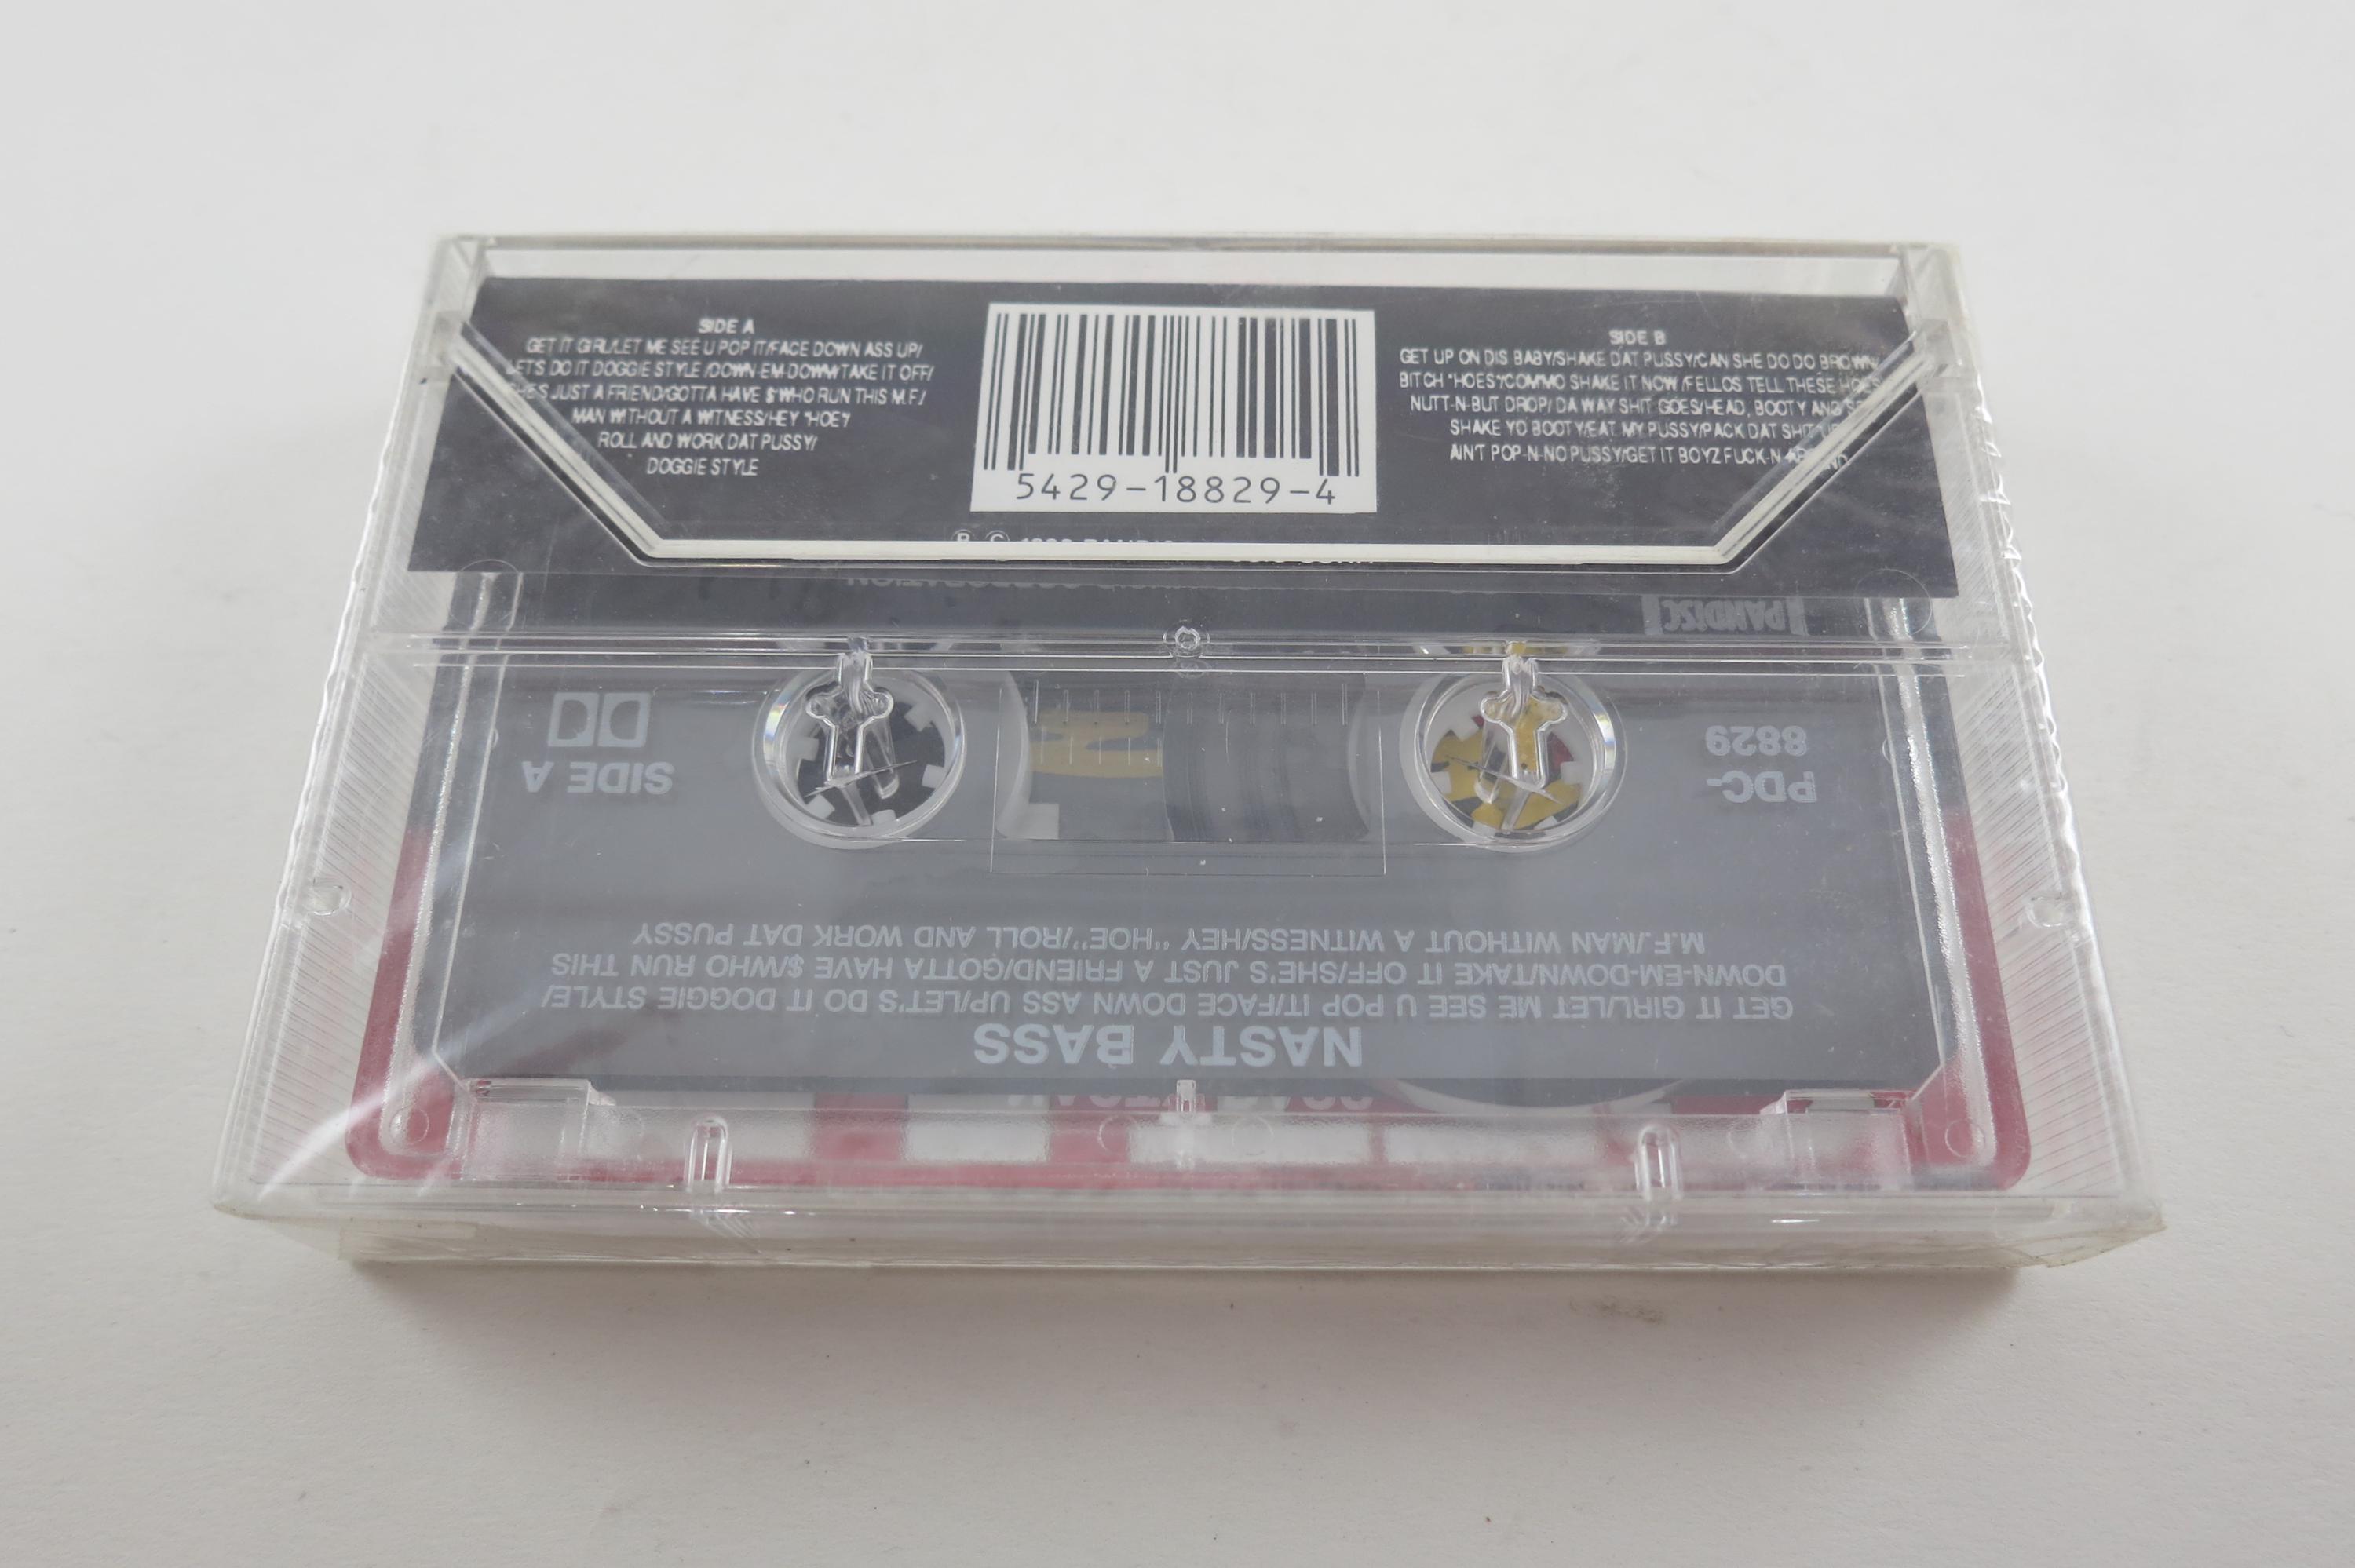 SIDE A
GET IT GIRL/LET ME SEE U POP IT/FACE DOWN ASS UP/
LET'S DO IT DOGGIE STYLE /DOWN-EM-DOWN/TAKE IT OFF/
SHE'S JUST A FRIEND/GOTTA HAVE $/WHO RUN THIS M.F./
MAN WITHOUT A WITNESS/HEY "HOE"/
ROLL AND WORK DAT PUSSY/
DOGGIE STYLE
5429-18829-4
SIDE B
GET UP ON DIS BABY/SHAKE DAT PUSSY/CAN SHE DO DO BROWN/
BITCH "HOES"/COM'MO SHAKE IT NOW /FELLOS TELL THESE HOES
NUTT-N-BUT DROP/ DA WAY SHIT GOES/HEAD, BOOTY AND
SHAKE YO BOOTY/EAT MY PUSSY/PACK DAT SHIT
AIN'T POP-N-NO PUSSY/GET IT BOYZ FUCK-N
PANDISC
SIDE A
PDC-
8829
NASTY BASS
GET IT GIRL/LET ME SEE U POP IT/FACE DOWN ASS UP/LET'S DO IT DOGGIE STYLE/
DOWN-EM-DOWN/TAKE IT OFF/SHE'S JUST A FRIEND/GOTTA HAVE $/WHO RUN THIS
M.F./MAN WITHOUT A WITNESS/HEY "HOE"/ROLL AND WORK DAT PUSSY